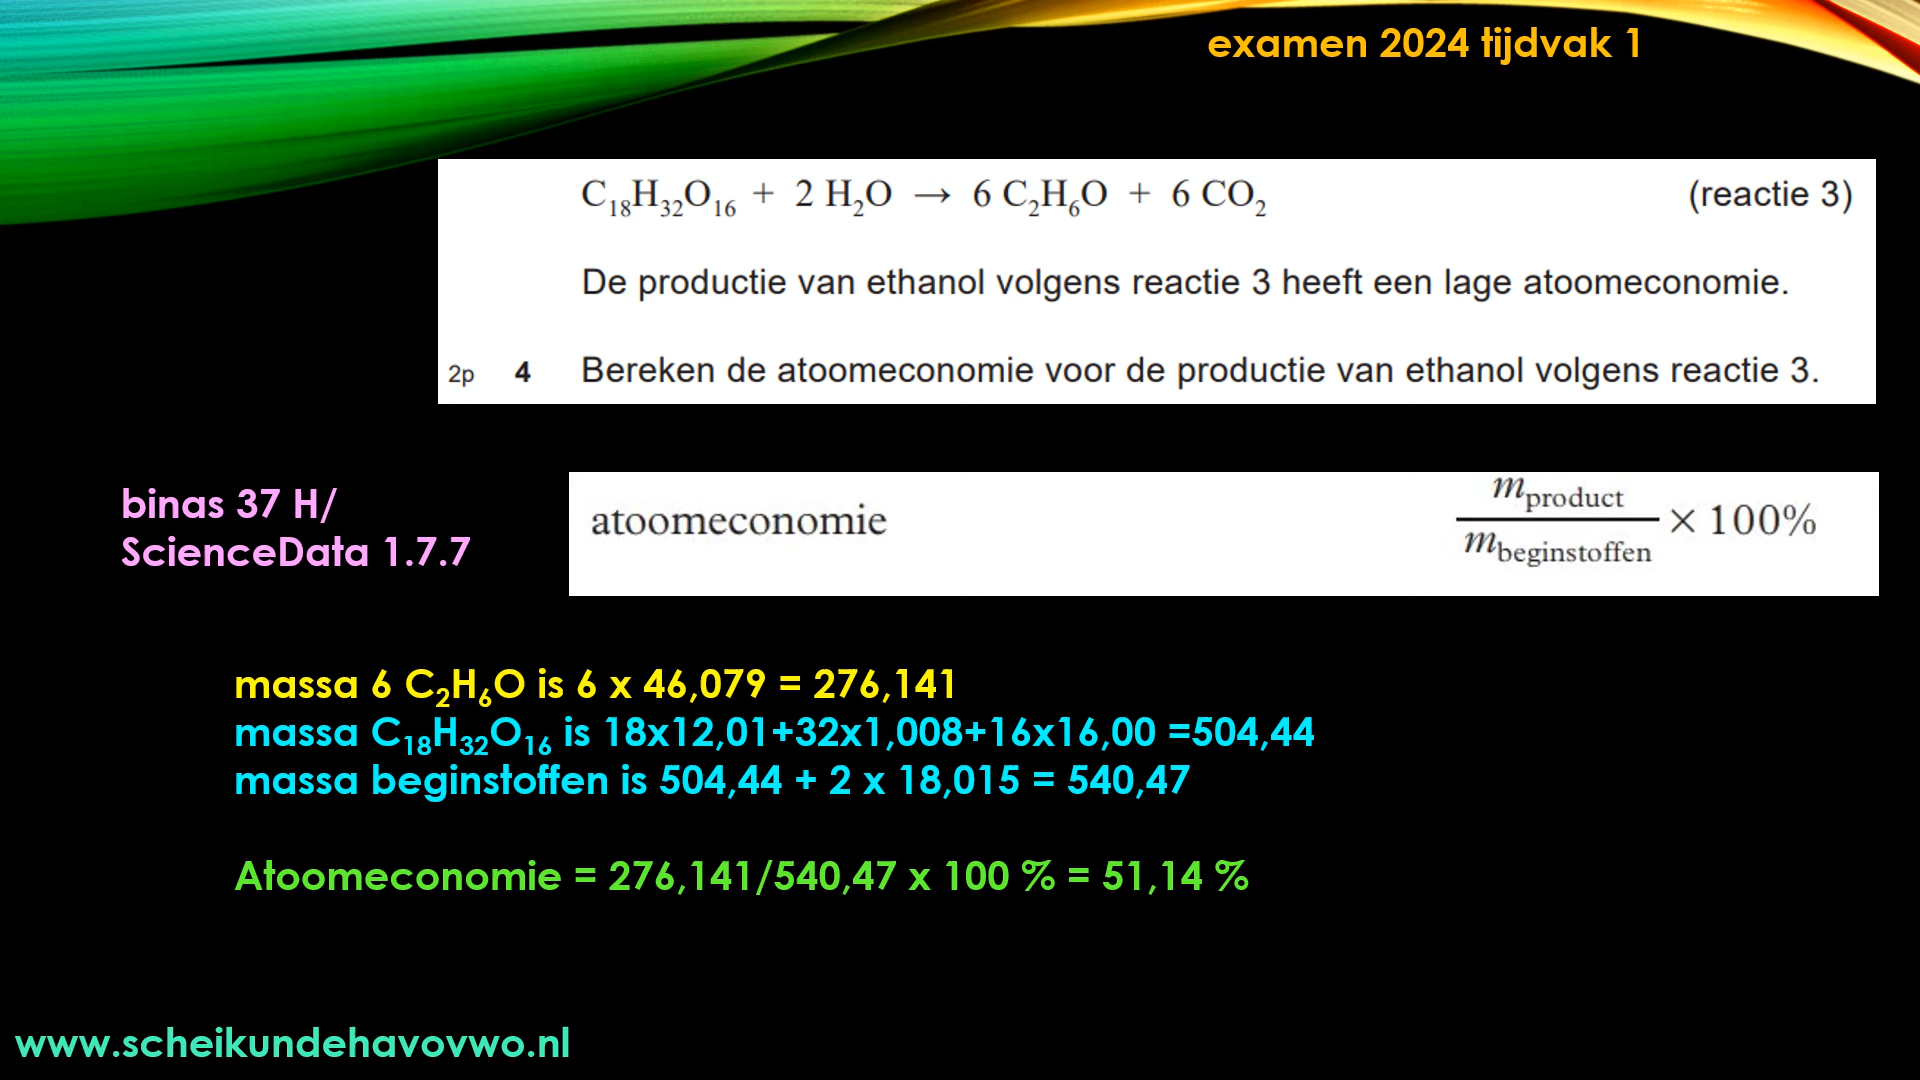 examen 2024 tijdvak 1
C₁₈H₃₂O₁₆ + 2 H₂O → 6 C₂H₆O + 6 CO₂ (reactie 3)
De productie van ethanol volgens reactie 3 heeft een lage atoomeconomie.
2p 4 Bereken de atoomeconomie voor de productie van ethanol volgens reactie 3.
binas 37 H/
ScienceData 1.7.7
atoomeconomie
m product
m beginstoffen
× 100%
massa 6 C₂H₆O is 6 x 46,079 = 276,141
massa C₁₈H₃₂O₁₆ is 18x12,01+32x1,008+16x16,00 =504,44
massa beginstoffen is 504,44 + 2 x 18,015 = 540,47
Atoomeconomie = 276,141/540,47 x 100 % = 51,14 %
www.scheikundehavovwo.nl